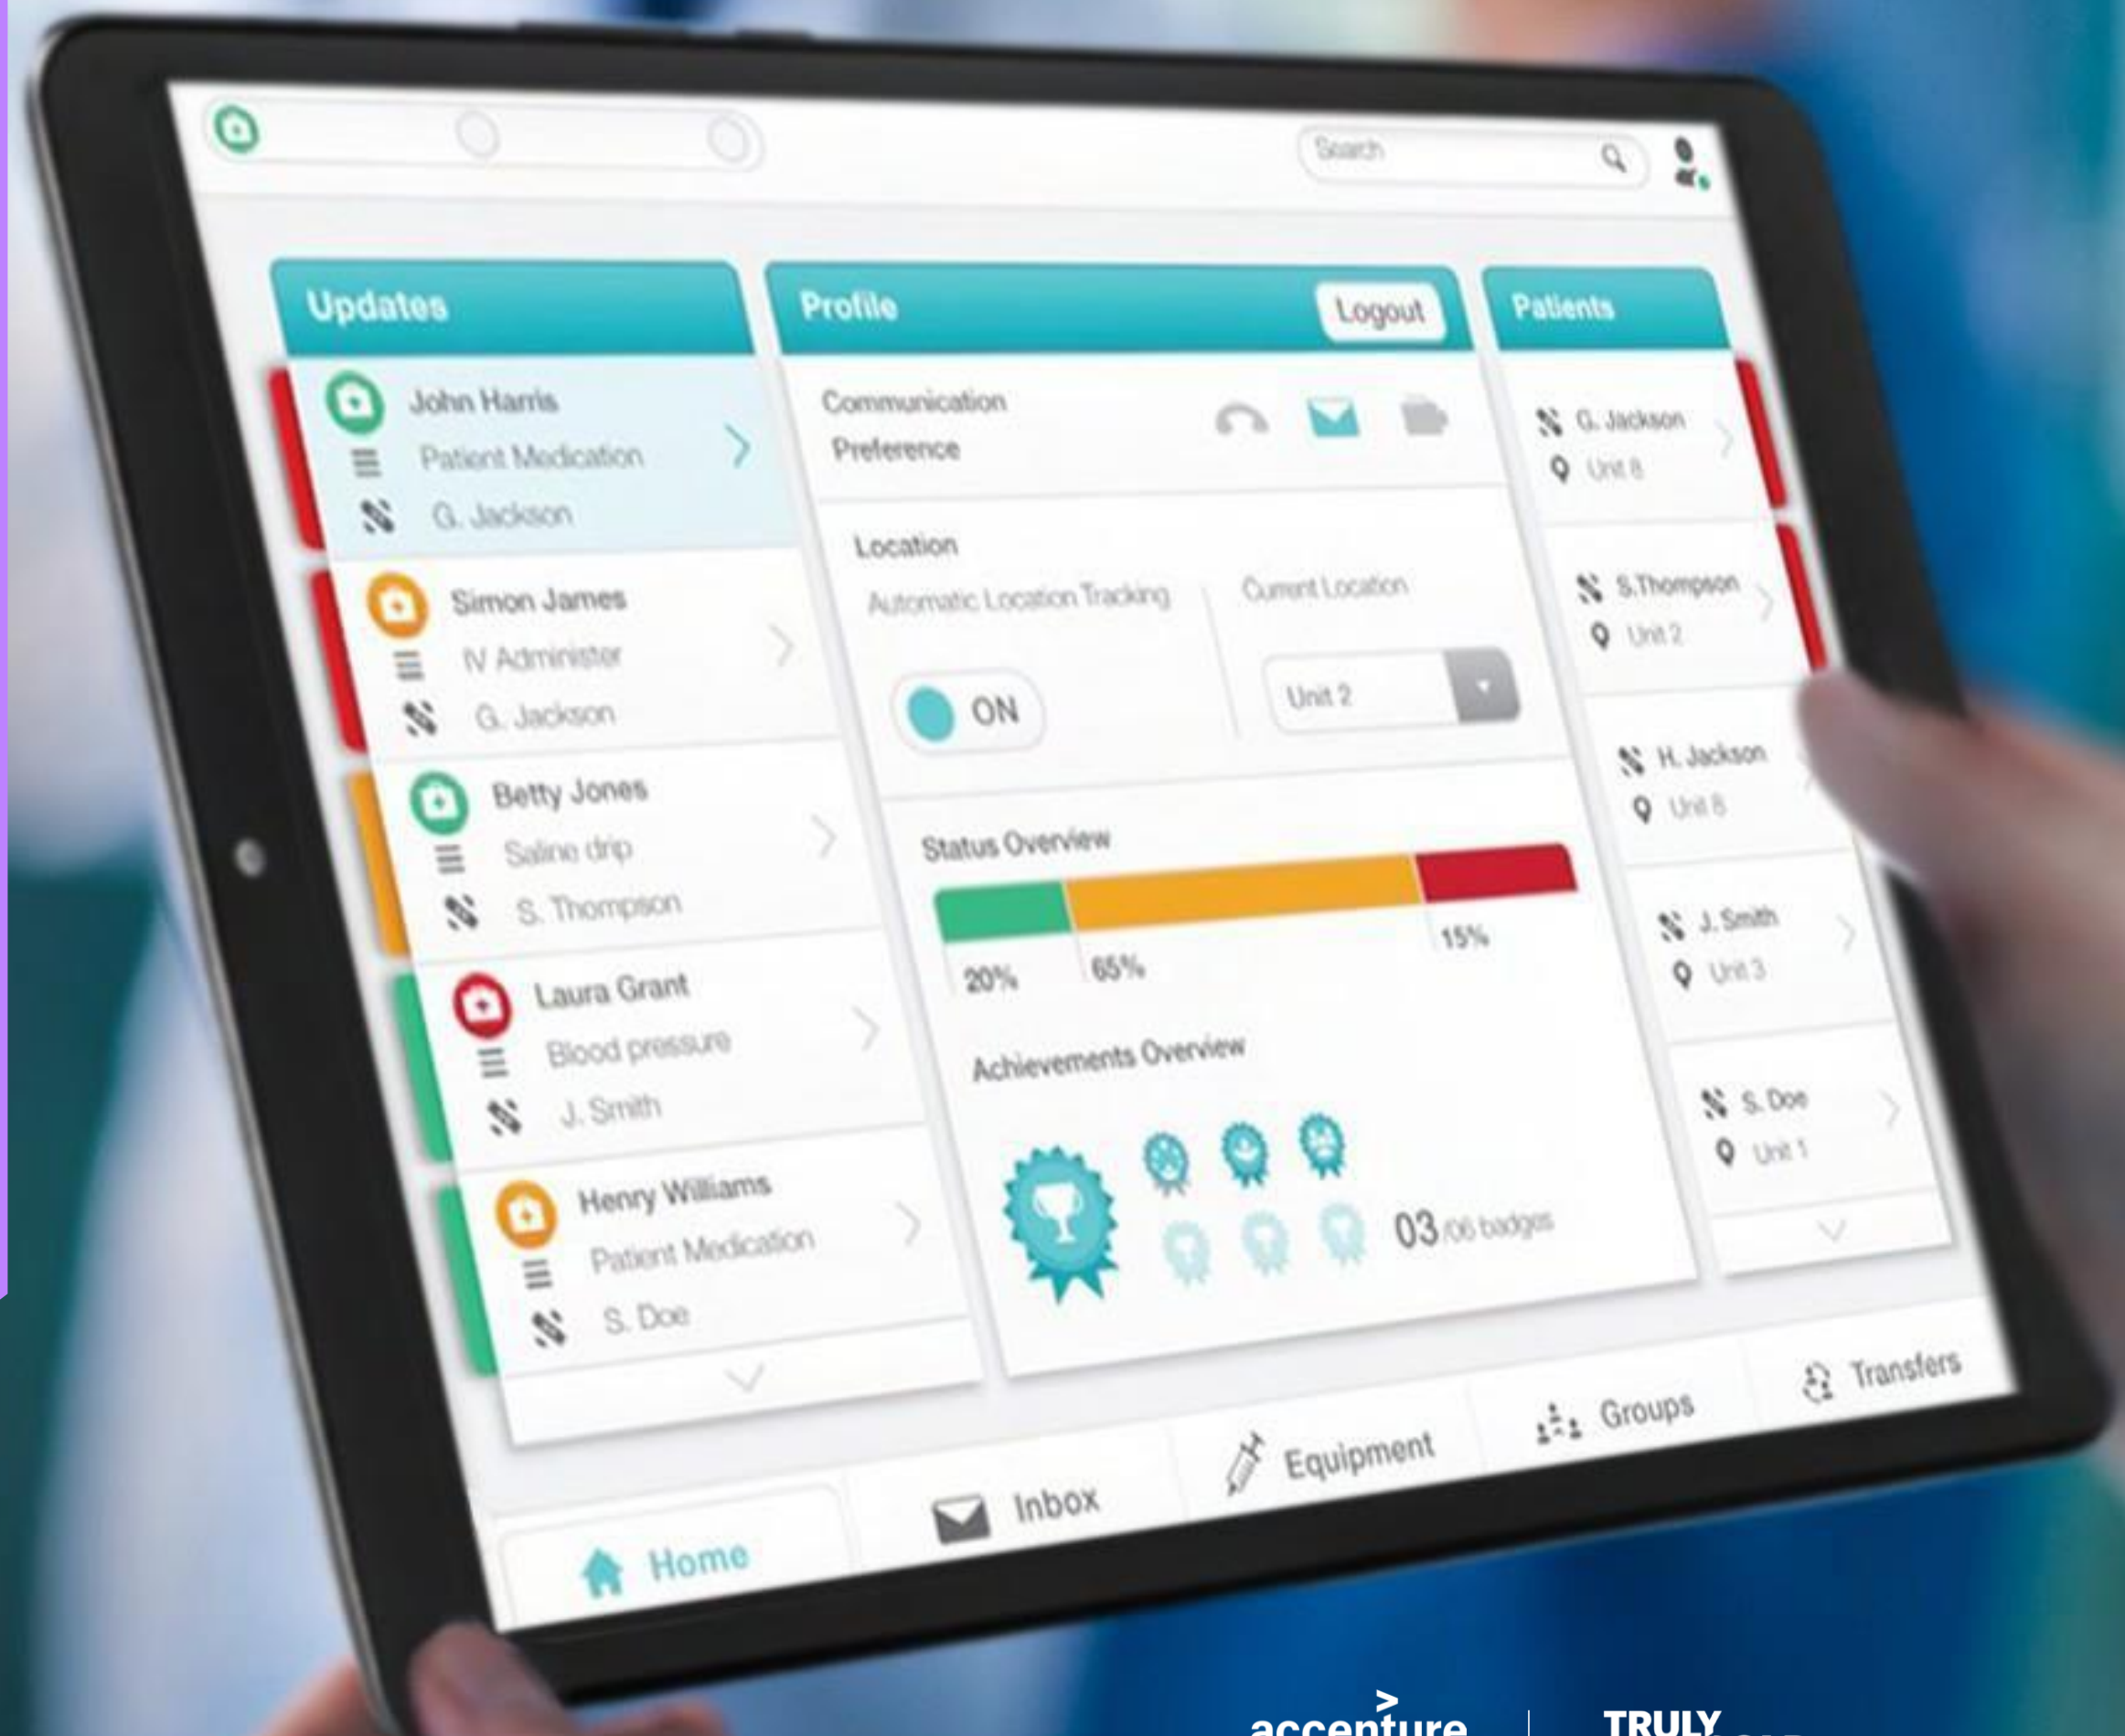 Search
Updates
John Harris
Patient Medication
G. Jackson
Simon James
IV Administer
G. Jackson
Betty Jones
Saline drip
S. Thompson
Laura Grant
Blood pressure
J. Smith
Henry Williams
Patient Medication
S. Doe
Profile
Logout
Communication
Preference
Location
Automatic Location Tracking
Current Location
ON
Unit 2
Status Overview
20%
65%
15%
Achievements Overview
03/06 badges
Patients
G. Jackson
Unit 8
S.Thompson
Unit 2
H. Jackson
Unit 8
J. Smith
Unit 3
S. Doe
Unit 1
Home
Inbox
Equipment
Groups
Transfers
accenture
TRULY